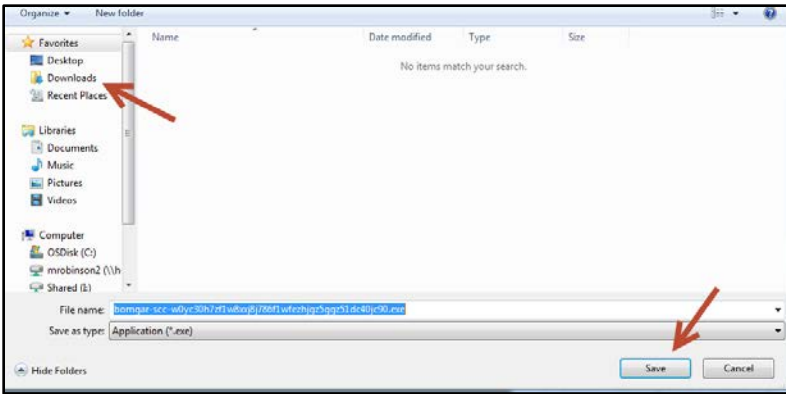 Organize New folder
Name Date modified Type Size
No items match your search.
Favorites
Desktop
Downloads
Recent Places
Libraries
Documents
Music
Pictures
Videos
Computer
OSDisk (C:)
mrobinson2 (\\h
Shared (L:)
File name:
Save as type: Application (*.exe)
Hide Folders Save Cancel